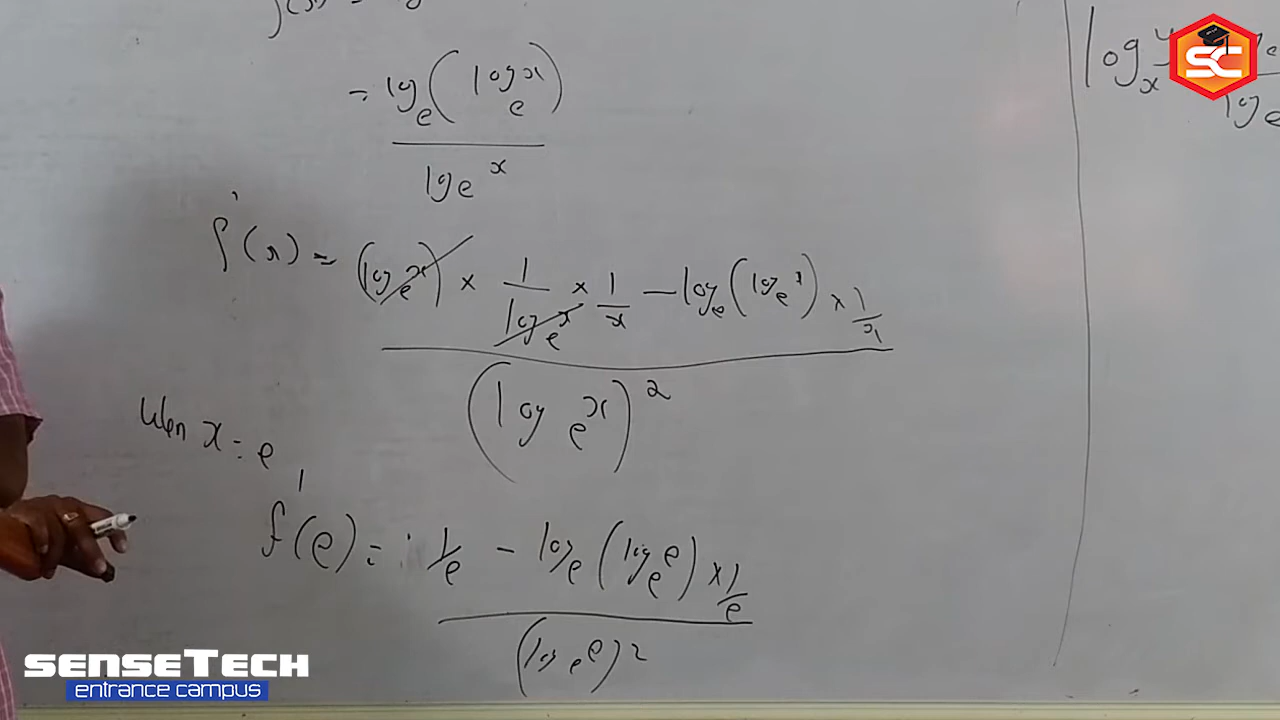 = log_e (log_e x)
log_e x
f'(x) = (log_e x) × 1/log_e x × 1/x − log_e (log_e x) × 1/x
(log_e x)^2
When x = e
f'(e) = 1/e − log_e (log_e e) × 1/e
(log_e e)^2
log_x y
log e
SC
SENSETECH
entrance campus